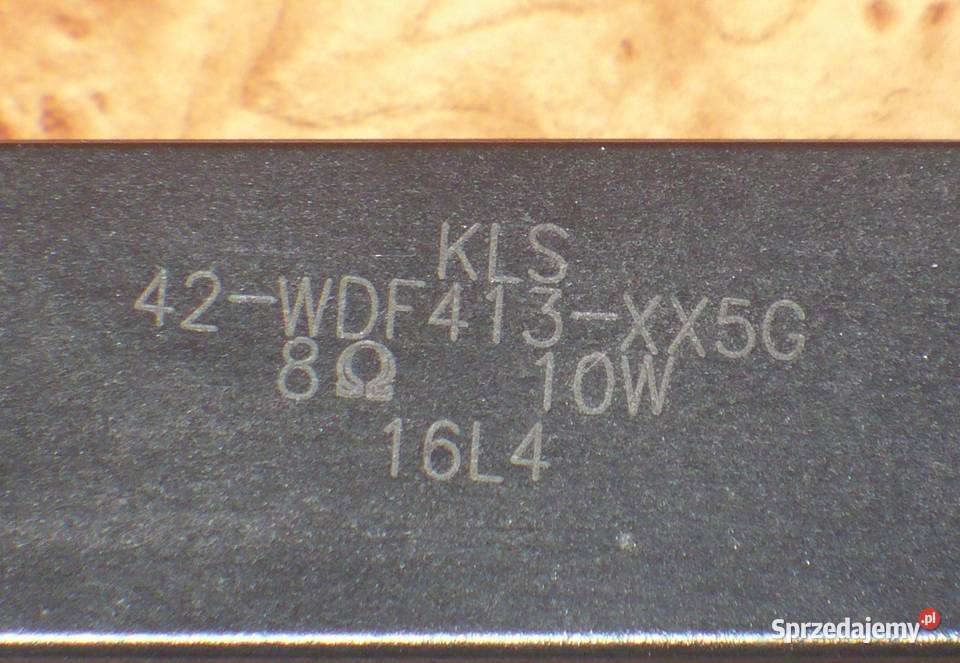 KLS
42-WDF413-XX5G
8Ω 10W
16L4
Sprzedajemy.pl